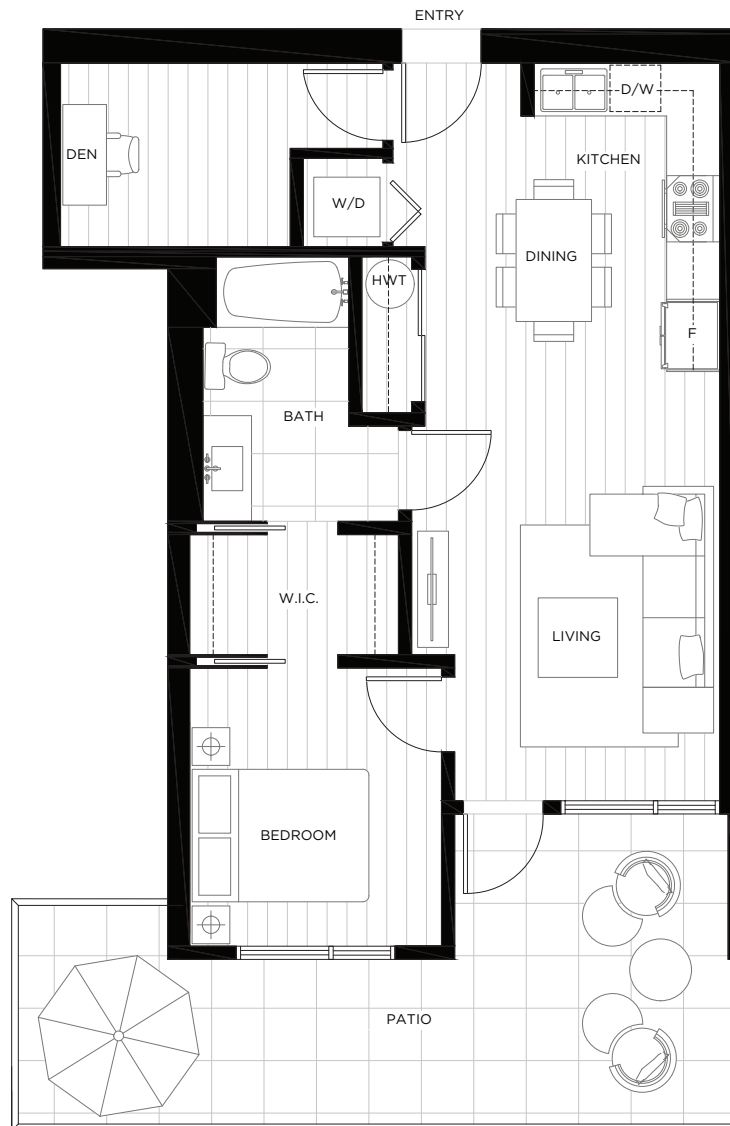 ENTRY
D/W
DEN
KITCHEN
W/D
DINING
HWT
F
BATH
W.I.C.
LIVING
BEDROOM
PATIO